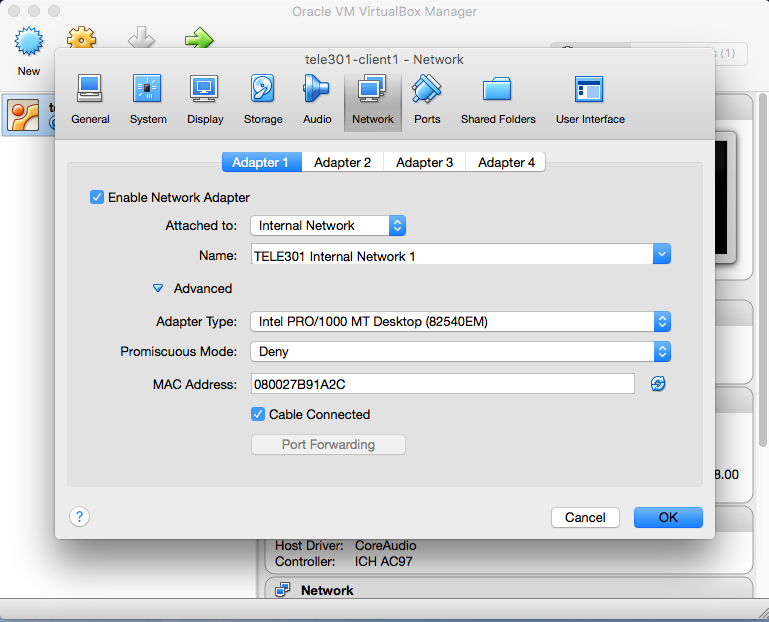 Oracle VM VirtualBox Manager
New
(1)
tele301-client1 - Network
General System Display Storage Audio Network Ports Shared Folders User Interface
Adapter 1 Adapter 2 Adapter 3 Adapter 4
Enable Network Adapter
Attached to: Internal Network
Name: TELE301 Internal Network 1
Advanced
Adapter Type: Intel PRO/1000 MT Desktop (82540EM)
Promiscuous Mode: Deny
MAC Address: 080027B91A2C
Cable Connected
Port Forwarding
8.00
? Cancel OK
Host Driver: CoreAudio
Controller: ICH AC97
Network